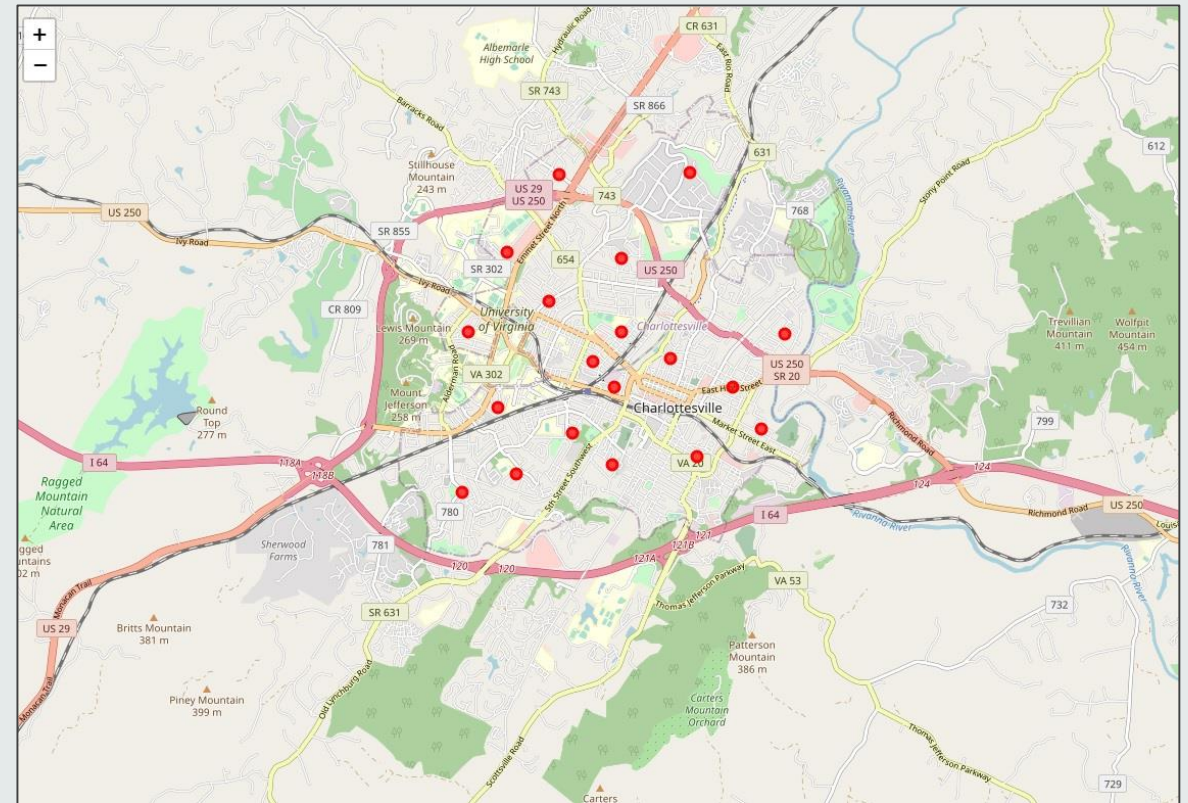 +
−
CR 631
Albemarle
High School
Hydraulic Road
East Rio Road
SR 743
SR 866
Barracks Road
612
631
Stillhouse
Mountain
243 m
Stony Point Road
Rivanna River
US 29
US 250
743
US 250
768
SR 855
Ivy Road
Emmet Street North
SR 302
654
US 250
Ivy Road
CR 809
University
of Virginia
Lewis Mountain
269 m
Charlottesville
Trevillian
Mountain
411 m
Wolfpit
Mountain
454 m
Alderman Road
VA 302
US 250
SR 20
Mount
Jefferson
258 m
East High Street
Charlottesville
Round
Top
277 m
Market Street East
Richmond Road
799
I 64
118A
118B
5th Street Southwest
VA 20
124
124
Ragged
Mountain
Natural
Area
780
I 64
Richmond Road
US 250
Rivanna River
Sherwood
Farms
781
121
121B
121A
120
120
Rivanna River
Monacan Trail
Thomas Jefferson Parkway
VA 53
SR 631
732
US 29
Britts Mountain
381 m
Patterson
Mountain
386 m
Old Lynchburg Road
Piney Mountain
399 m
Carters
Mountain
Orchard
Monacan Trail
Scottsville Road
Thomas Jefferson Parkway
729
Carters